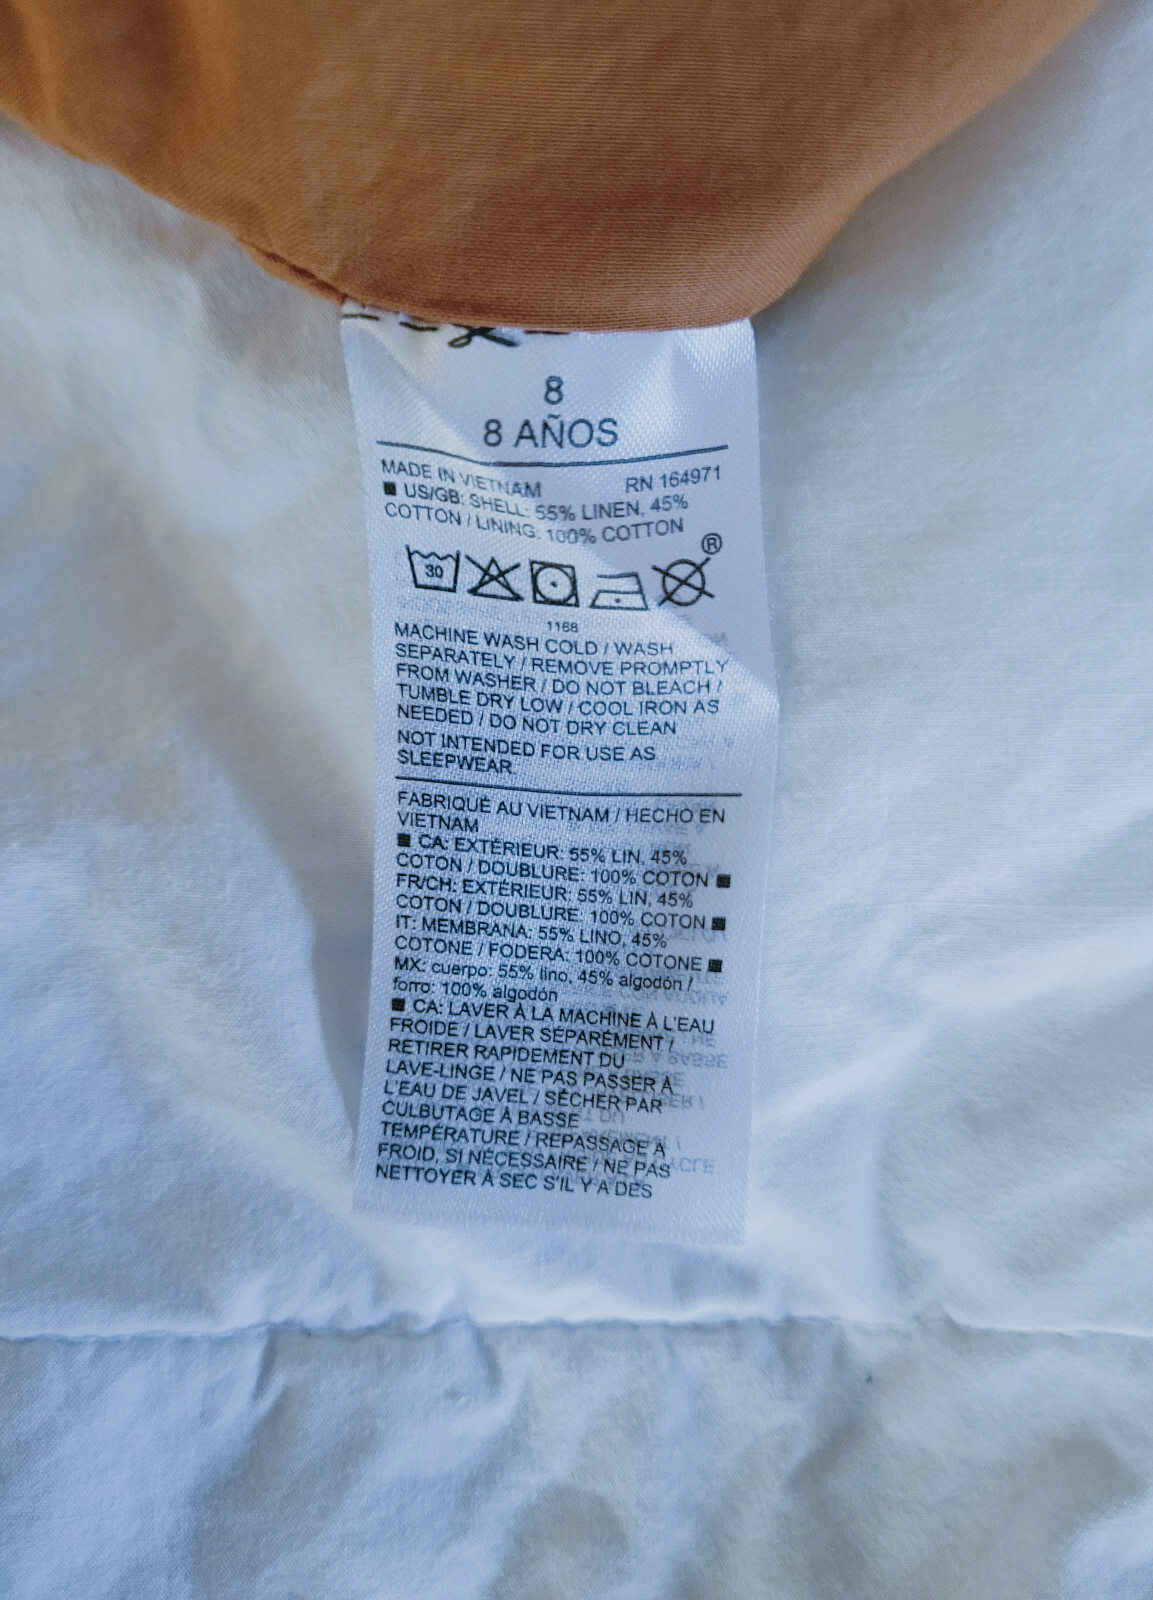 8
8 AÑOS
MADE IN VIETNAM RN 164971
■ US/GB: SHELL: 55% LINEN, 45%
COTTON / LINING: 100% COTTON
30
®
1168
MACHINE WASH COLD / WASH
SEPARATELY / REMOVE PROMPTLY
FROM WASHER / DO NOT BLEACH /
TUMBLE DRY LOW / COOL IRON AS
NEEDED / DO NOT DRY CLEAN
NOT INTENDED FOR USE AS
SLEEPWEAR.
FABRIQUÉ AU VIETNAM / HECHO EN
VIETNAM
■ CA: EXTÉRIEUR: 55% LIN, 45%
COTON / DOUBLURE: 100% COTON ■
FR/CH: EXTÉRIEUR: 55% LIN, 45%
COTON / DOUBLURE: 100% COTON ■
IT: MEMBRANA: 55% LINO, 45%
COTONE / FODERA: 100% COTONE ■
MX: cuerpo: 55% lino, 45% algodón /
forro: 100% algodón
■ CA: LAVER À LA MACHINE À L'EAU
FROIDE / LAVER SÉPARÉMENT /
RETIRER RAPIDEMENT DU
LAVE-LINGE / NE PAS PASSER À
L'EAU DE JAVEL / SÉCHER PAR
CULBUTAGE À BASSE
TEMPÉRATURE / REPASSAGE À
FROID, SI NÉCESSAIRE / NE PAS
NETTOYER À SEC S'IL Y A DES